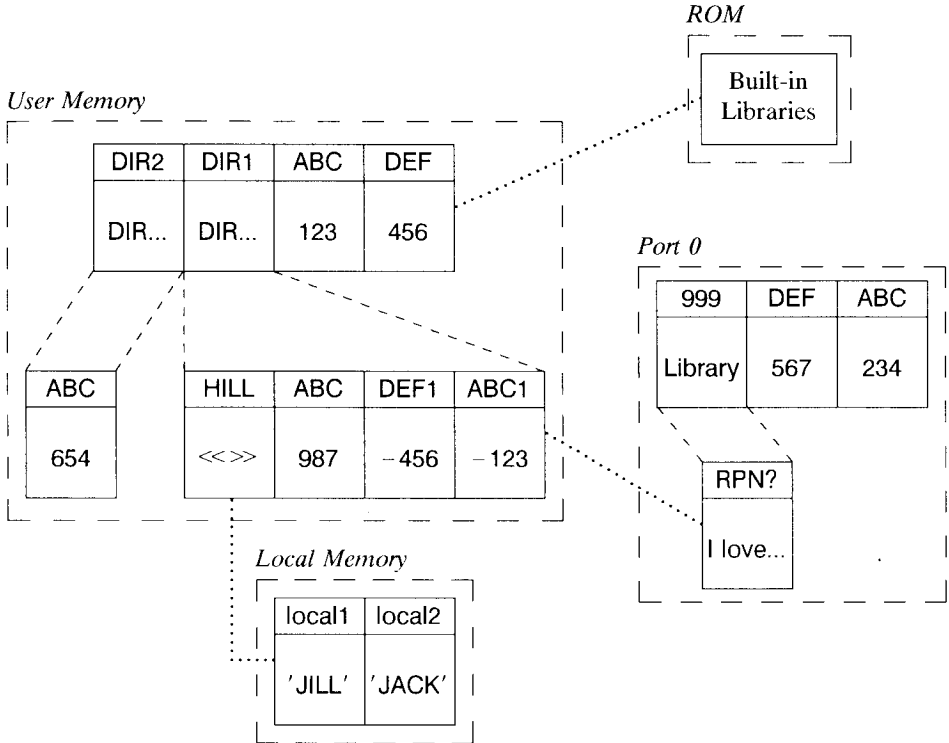 ROM
Built-in
Libraries
User Memory
DIR2 DIR1 ABC DEF
DIR... DIR... 123 456
Port 0
999 DEF ABC
Library 567 234
ABC
654
HILL ABC DEF1 ABC1
<<>> 987 −456 −123
RPN?
I love...
Local Memory
local1 local2
'JILL' 'JACK'